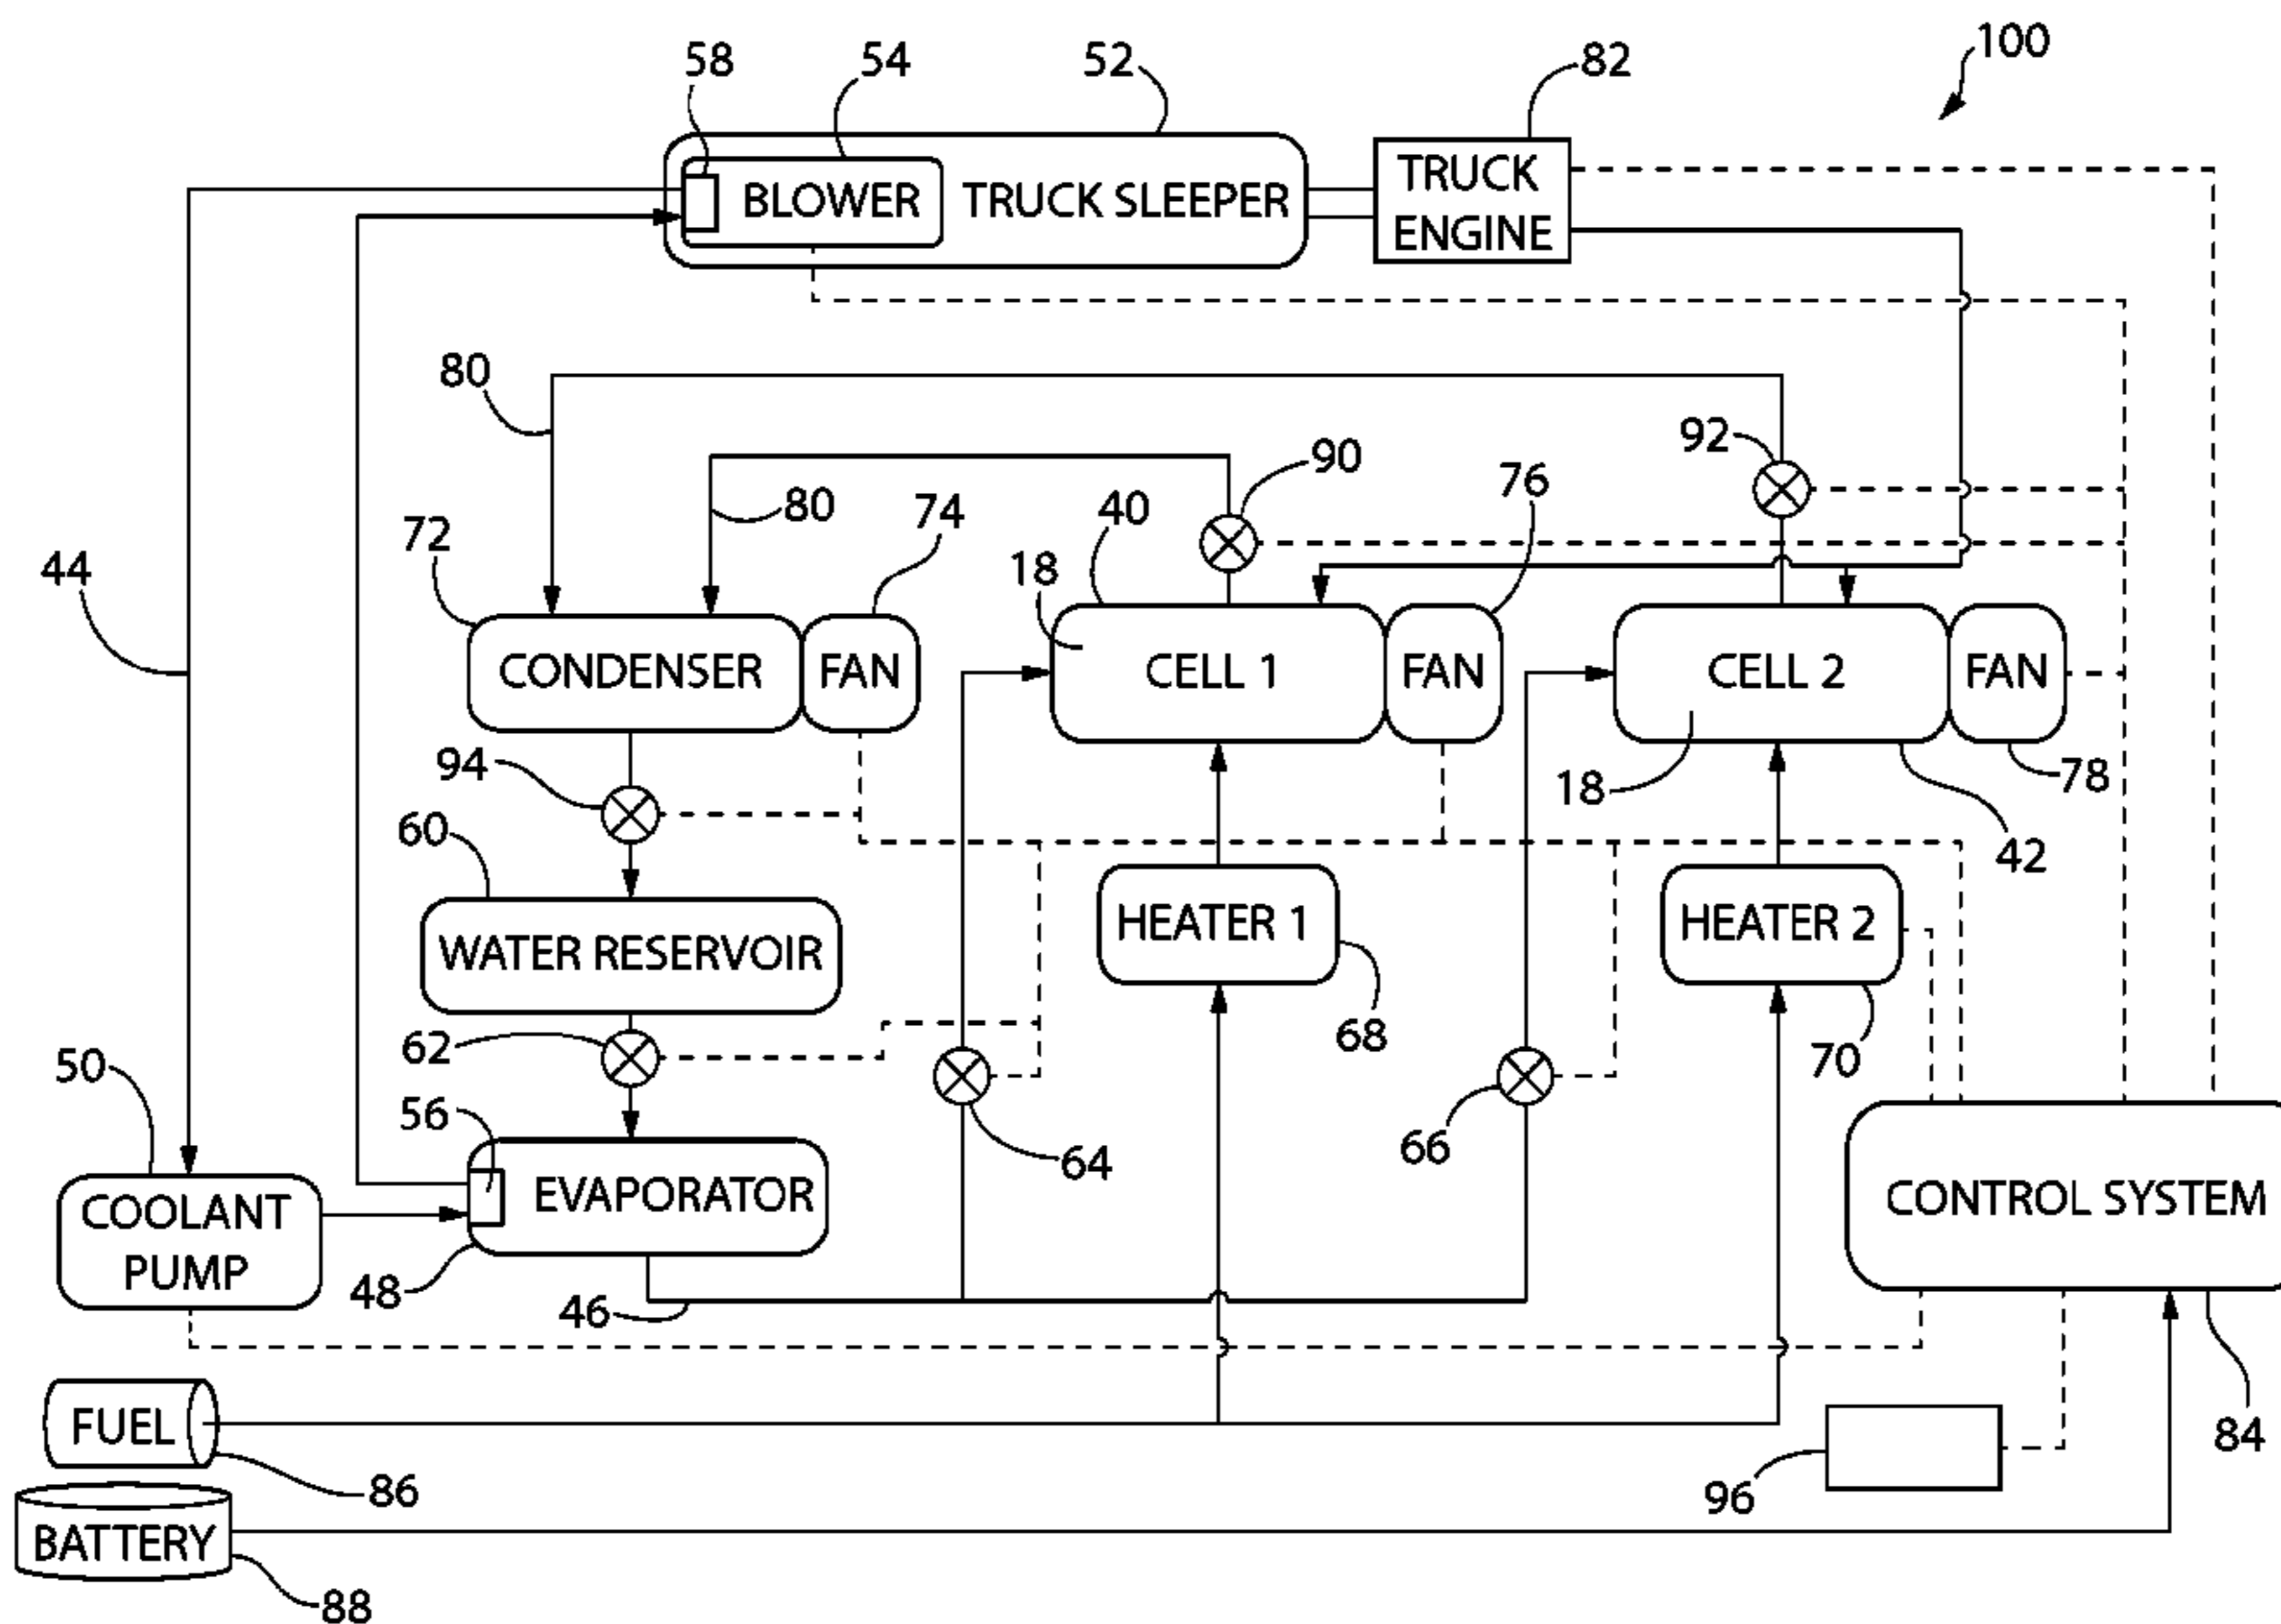 100
58
54
52
82
BLOWER
TRUCK SLEEPER
TRUCK
ENGINE
80
92
90
76
80
74
40
72
18
44
CONDENSER
FAN
CELL 1
FAN
CELL 2
FAN
94
18
78
60
42
WATER RESERVOIR
HEATER 1
HEATER 2
62
68
50
70
56
66
64
COOLANT
PUMP
EVAPORATOR
CONTROL SYSTEM
48
46
FUEL
84
86
96
BATTERY
88